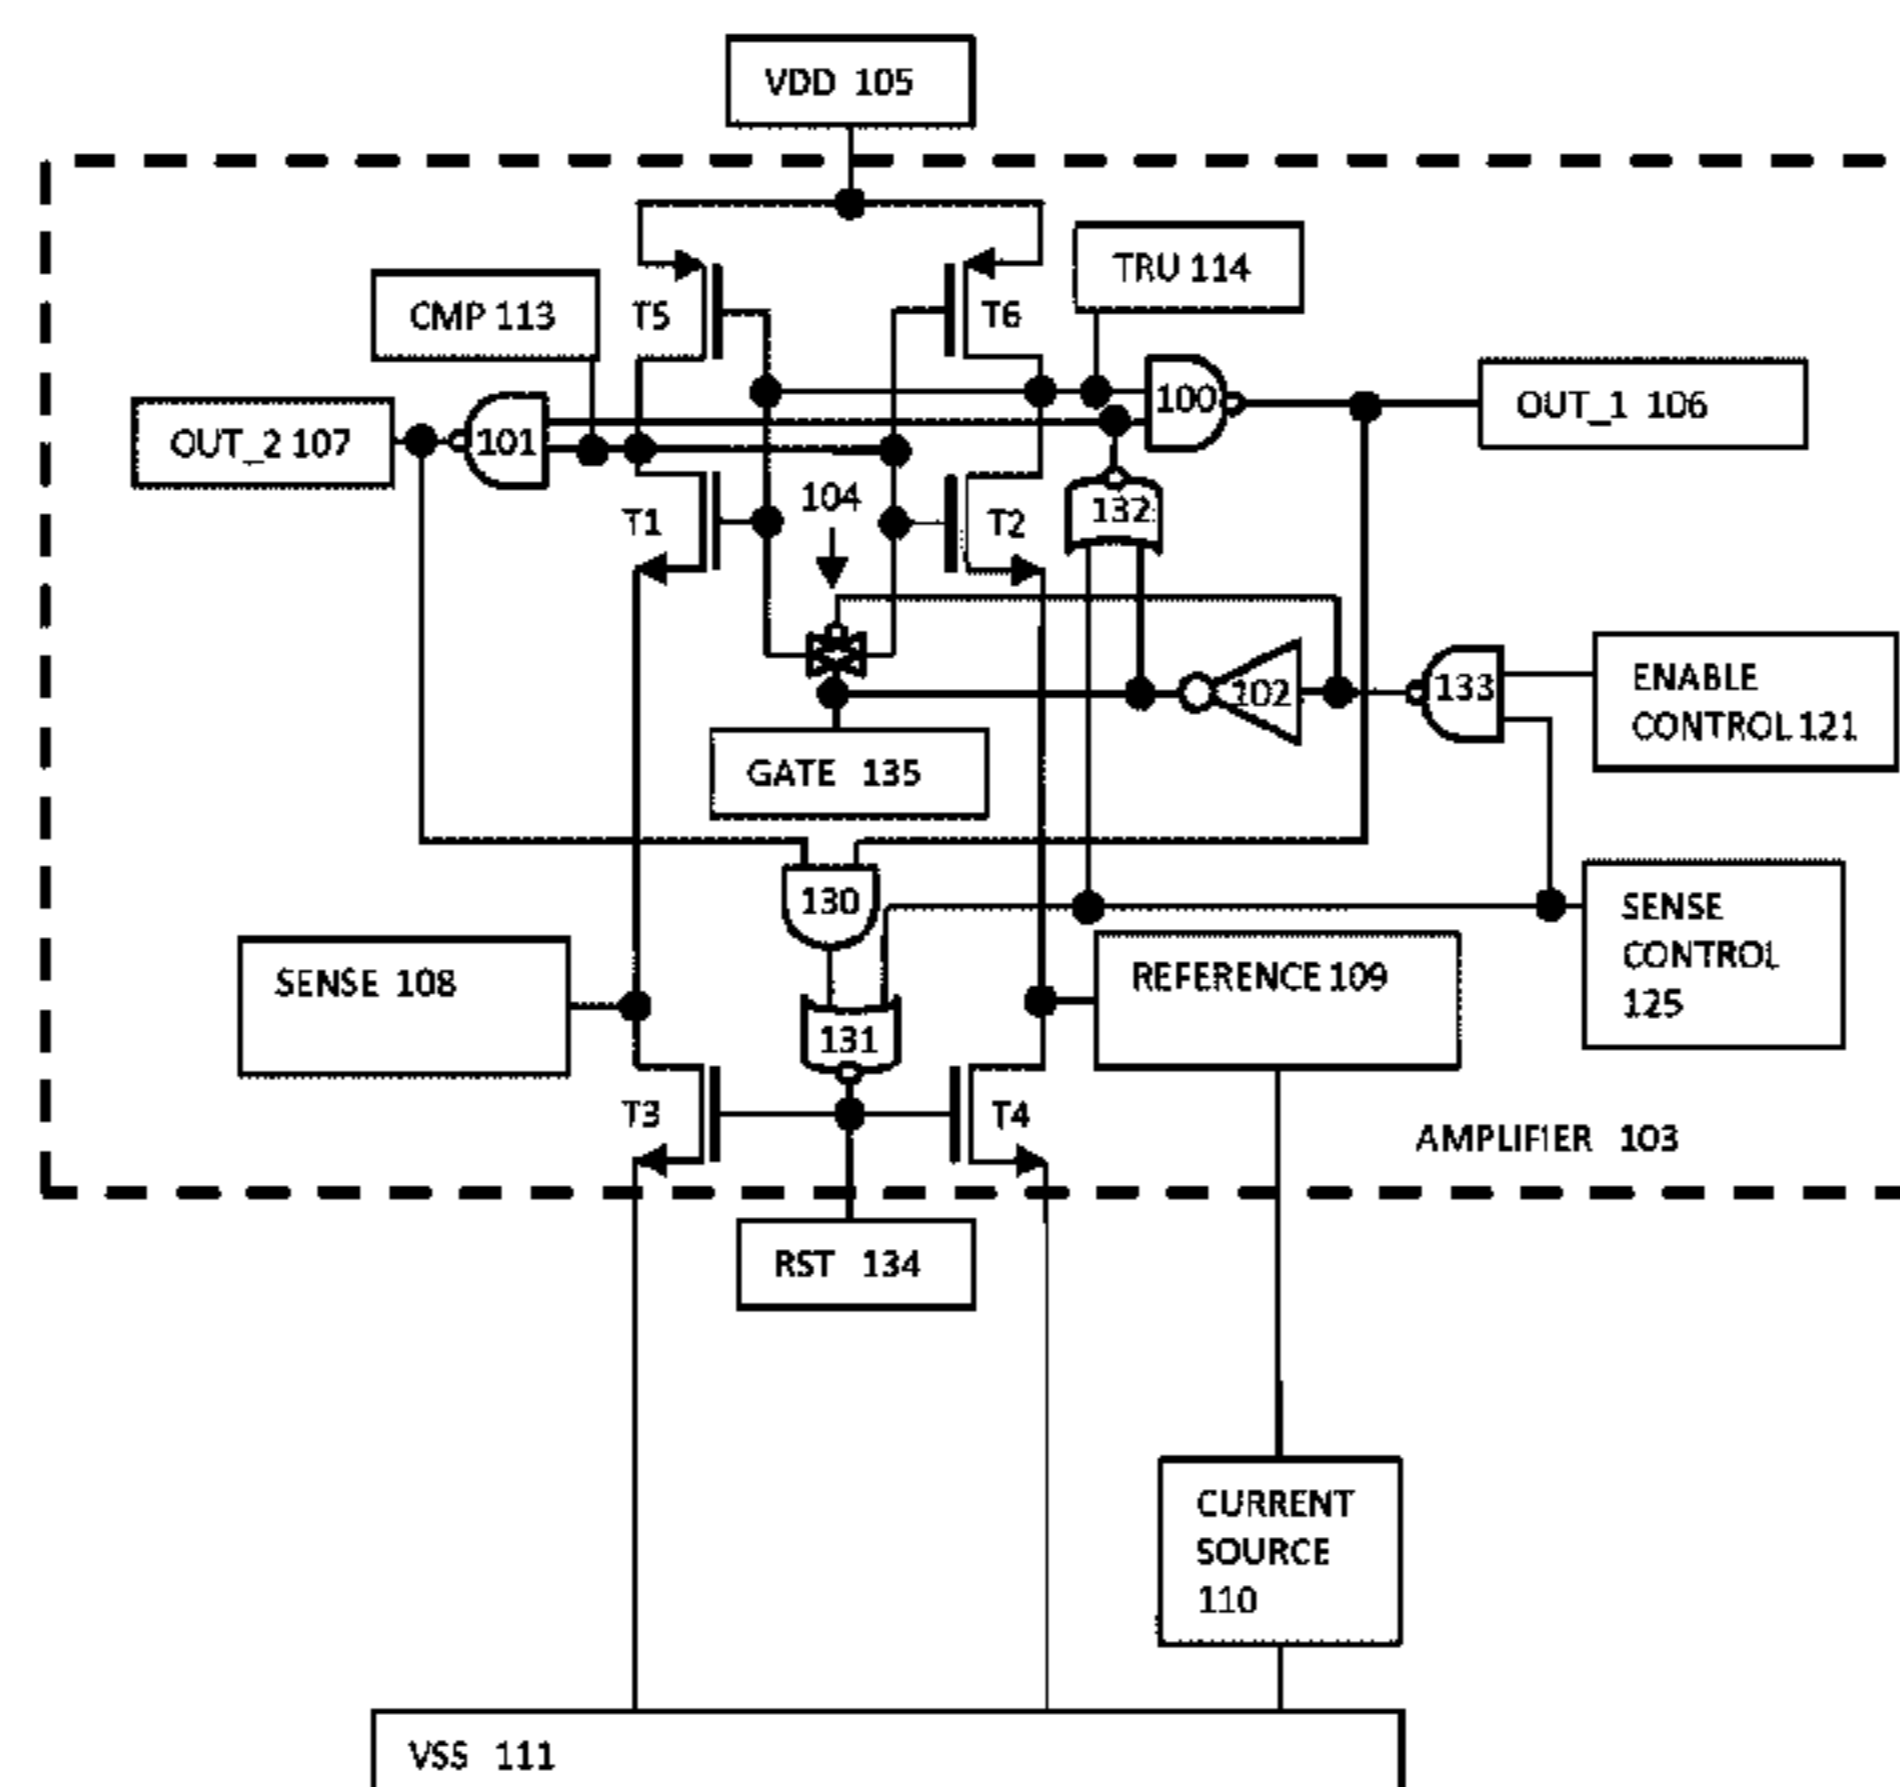 VDD 105
TRU 114
CMP 113
T5
T6
100
OUT_1 106
OUT_2 107
101
104
132
T1
T2
102
133
ENABLE
CONTROL 121
GATE 135
130
SENSE
CONTROL
125
SENSE 108
REFERENCE 109
131
T3
T4
AMPLIFIER 103
RST 134
CURRENT
SOURCE
110
VSS 111